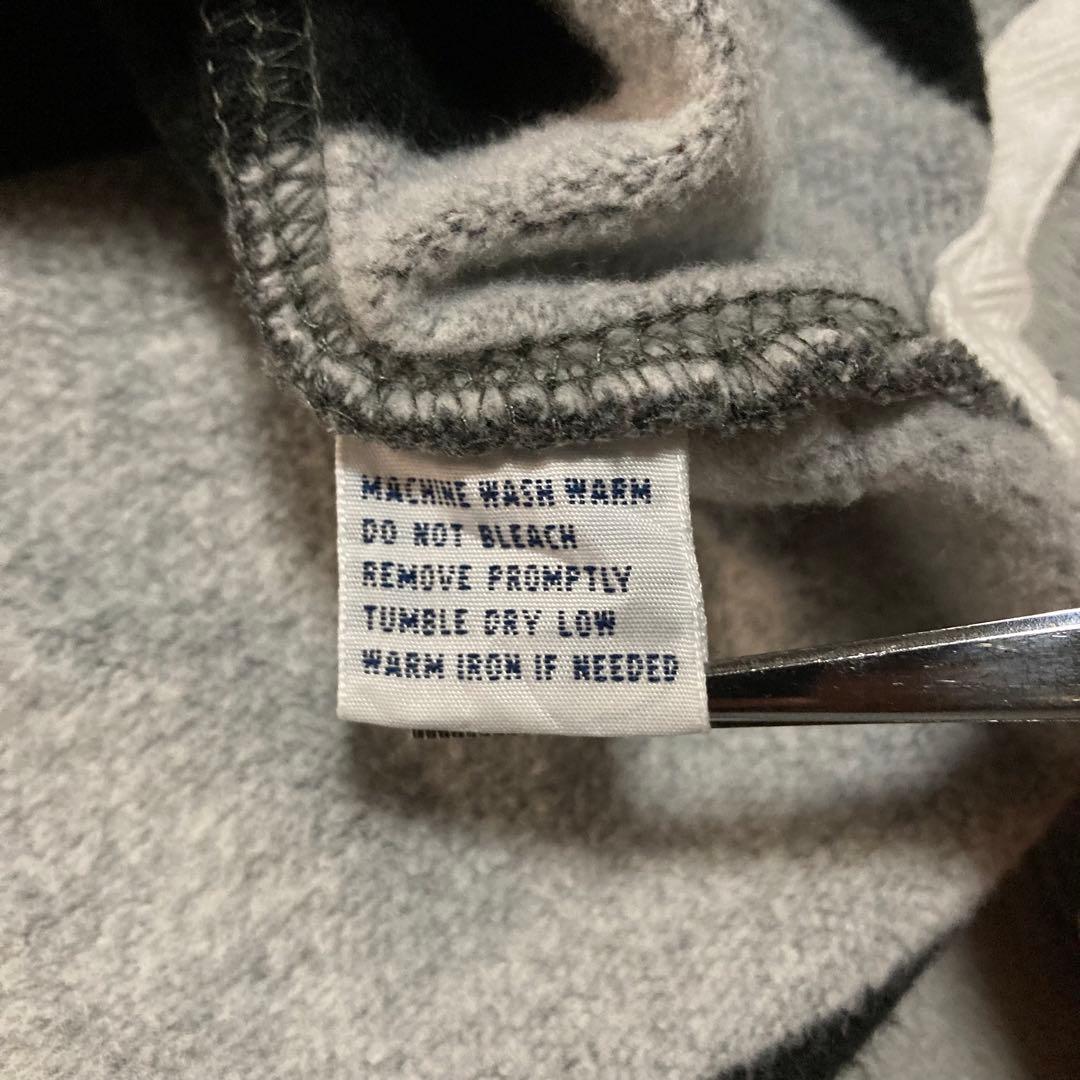 MACHINE WASH WARM
DO NOT BLEACH
REMOVE PROMPTLY
TUMBLE DRY LOW
WARM IRON IF NEEDED